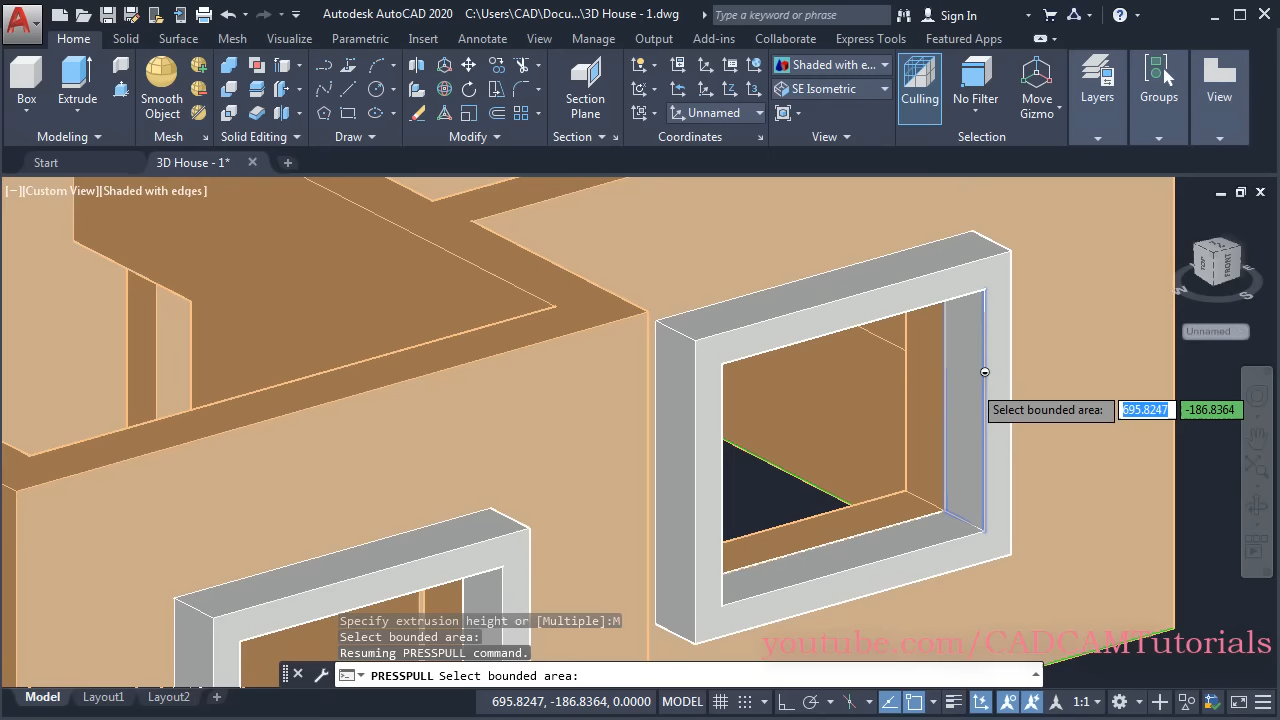 Autodesk AutoCAD 2020 C:\Users\CAD\Docu...\3D House - 1.dwg
Type a keyword or phrase
Sign In
Home Solid Surface Mesh Visualize Parametric Insert Annotate View Manage Output Add-ins Collaborate Express Tools Featured Apps
Box
Extrude
Smooth
Object
Section
Plane
Unnamed
Shaded with e...
SE Isometric
Culling
No Filter
Move
Gizmo
Layers
Groups
View
Modeling
Mesh
Solid Editing
Draw
Modify
Section
Coordinates
View
Selection
Start
3D House - 1*
[−][Custom View][Shaded with edges]
TOP
FRONT
W
S
E
Unnamed
Select bounded area:
695.8247
-186.8364
Specify extrusion height or [Multiple]:M
Select bounded area:
Resuming PRESSPULL command.
youtube.com/CADCAMTutorials
PRESSPULL Select bounded area:
Model Layout1 Layout2
695.8247, -186.8364, 0.0000 MODEL
1:1